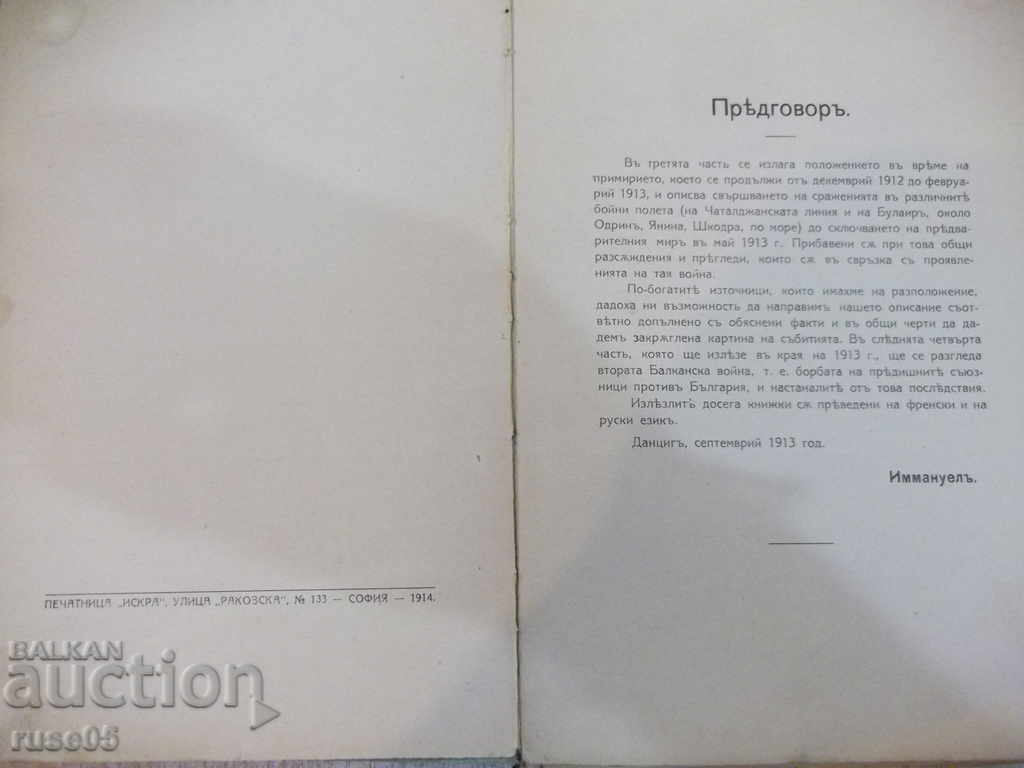 ПЕЧАТНИЦА „ИСКРА“, УЛИЦА „РАКОВСКА“, № 133 — СОФИЯ — 1914.
Прѣдговоръ.
Въ третята часть се излага положението въ време на
примирието, което се продължи отъ декемврий 1912 до февруа-
рий 1913, и описва свършването на сраженията въ различнитѣ
бойни полета (на Чаталджанската линия и на Булаиръ, около
Одринъ, Янина, Шкодра, по море) до сключването на прѣдва-
рителния миръ въ май 1913 г. Прибавени сѫ при това общи
разсѫждения и прѣгледи, които сѫ въ свръзка съ проявле-
нията на тая война.
По-богатитѣ източници, които имахме на разположение,
дадоха ни възможность да направимъ нашето описание съот-
вѣтно допълнено съ обяснени факти и въ общи черти да да-
демъ закрѫглена картина на събитията. Въ слѣднята четвърта
часть, която ще излѣзе въ края на 1913 г., ще се разгледа
втората Балканска война, т. е. борбата на прѣдишнитѣ съюз-
ници противъ България, и настаналитѣ отъ това послѣдствия.
Излѣзлитѣ досега книжки сѫ прѣведени на френски и на
руски езикъ.
Данцигъ, септемврий 1913 год.
Иммануелъ.
BALKAN
auction
ruse05